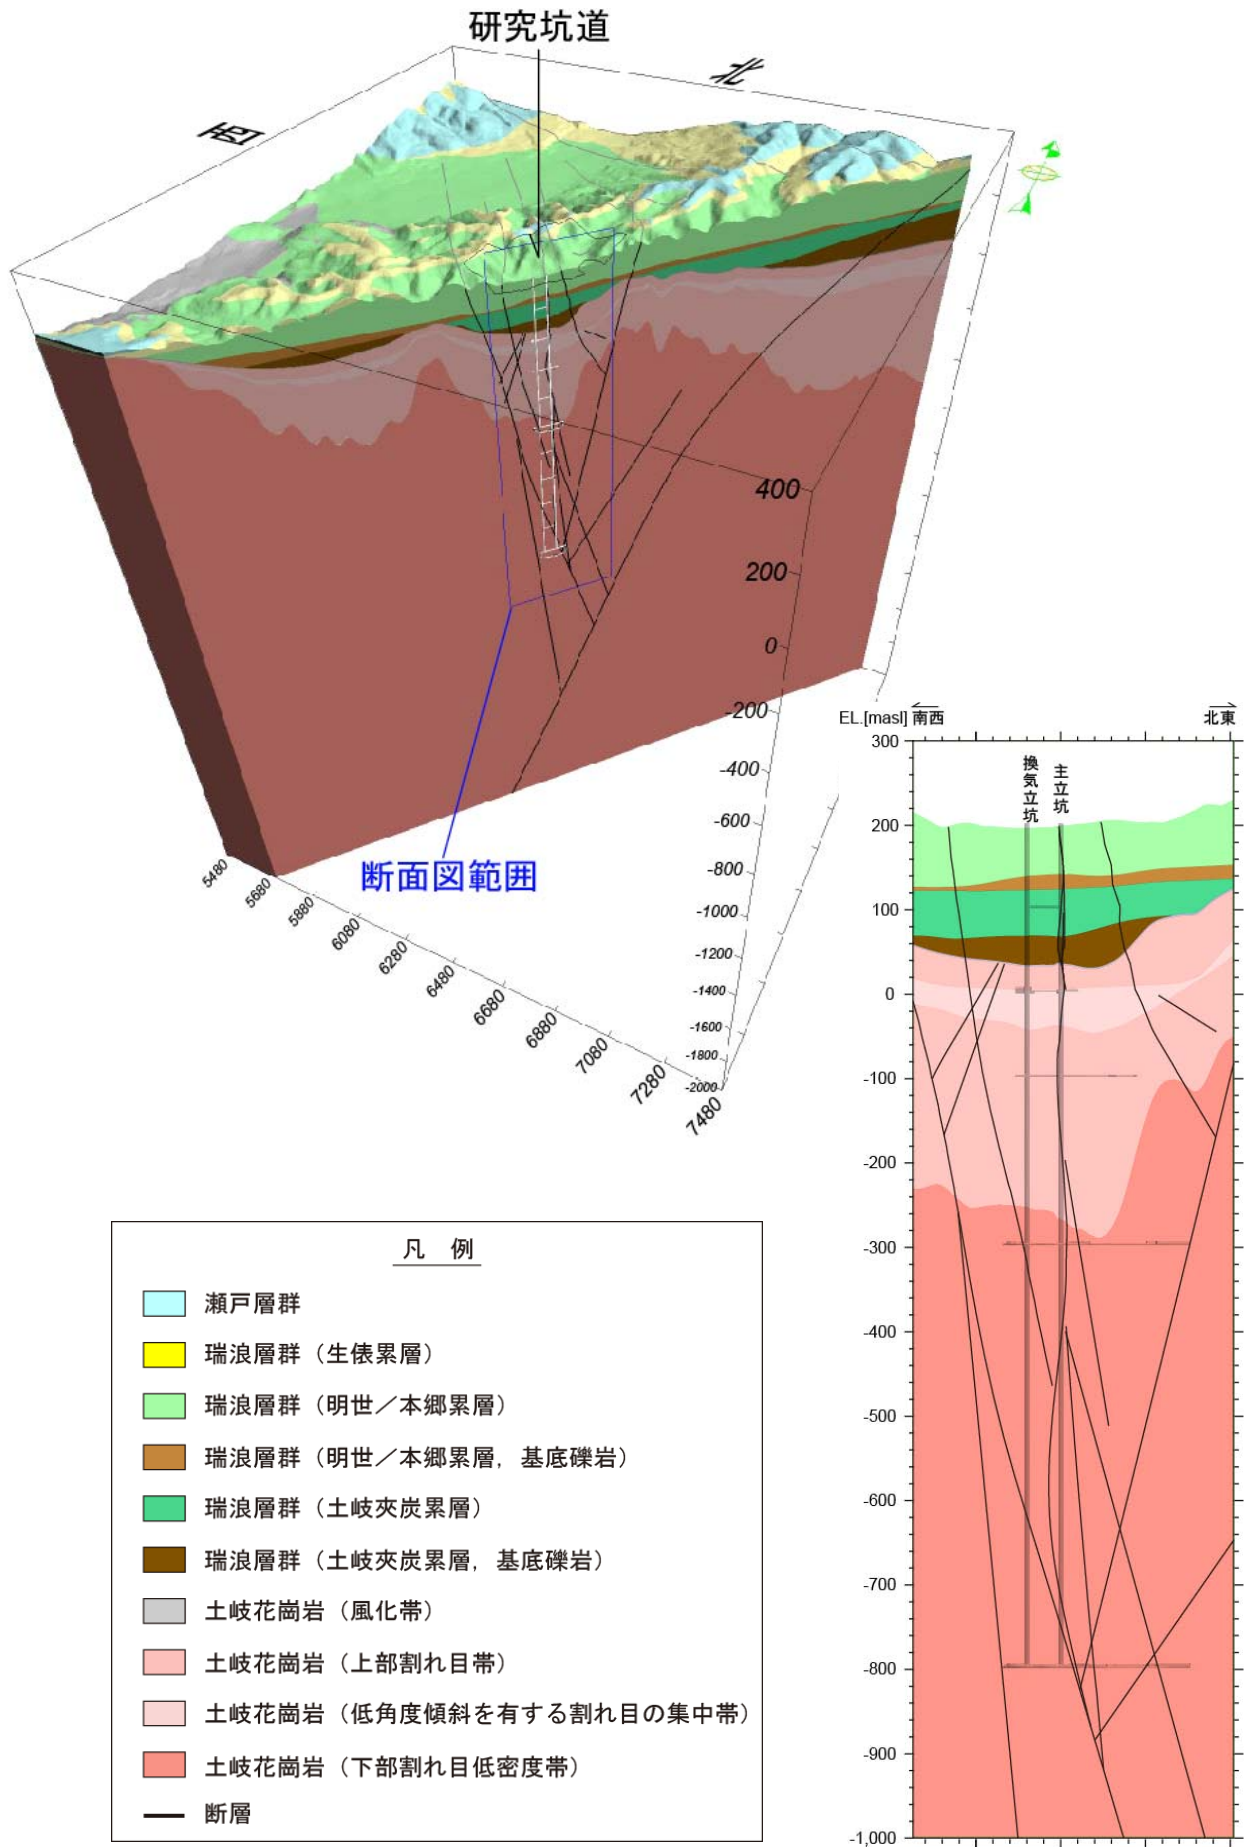 研究坑道
北
西
400
200
0
-200
-400
-600
-800
-1000
-1200
-1400
-1600
-1800
-2000
5480
5680
5880
6080
6280
6480
6680
6880
7080
7280
7480
断面図範囲
EL.[masl] 南西 北東
換気立坑
主立坑
300
200
100
0
-100
-200
-300
-400
-500
-600
-700
-800
-900
-1,000
凡 例
瀬戸層群
瑞浪層群（生俵累層）
瑞浪層群（明世／本郷累層）
瑞浪層群（明世／本郷累層，基底礫岩）
瑞浪層群（土岐夾炭累層）
瑞浪層群（土岐夾炭累層，基底礫岩）
土岐花崗岩（風化帯）
土岐花崗岩（上部割れ目帯）
土岐花崗岩（低角度傾斜を有する割れ目の集中帯）
土岐花崗岩（下部割れ目低密度帯）
断層